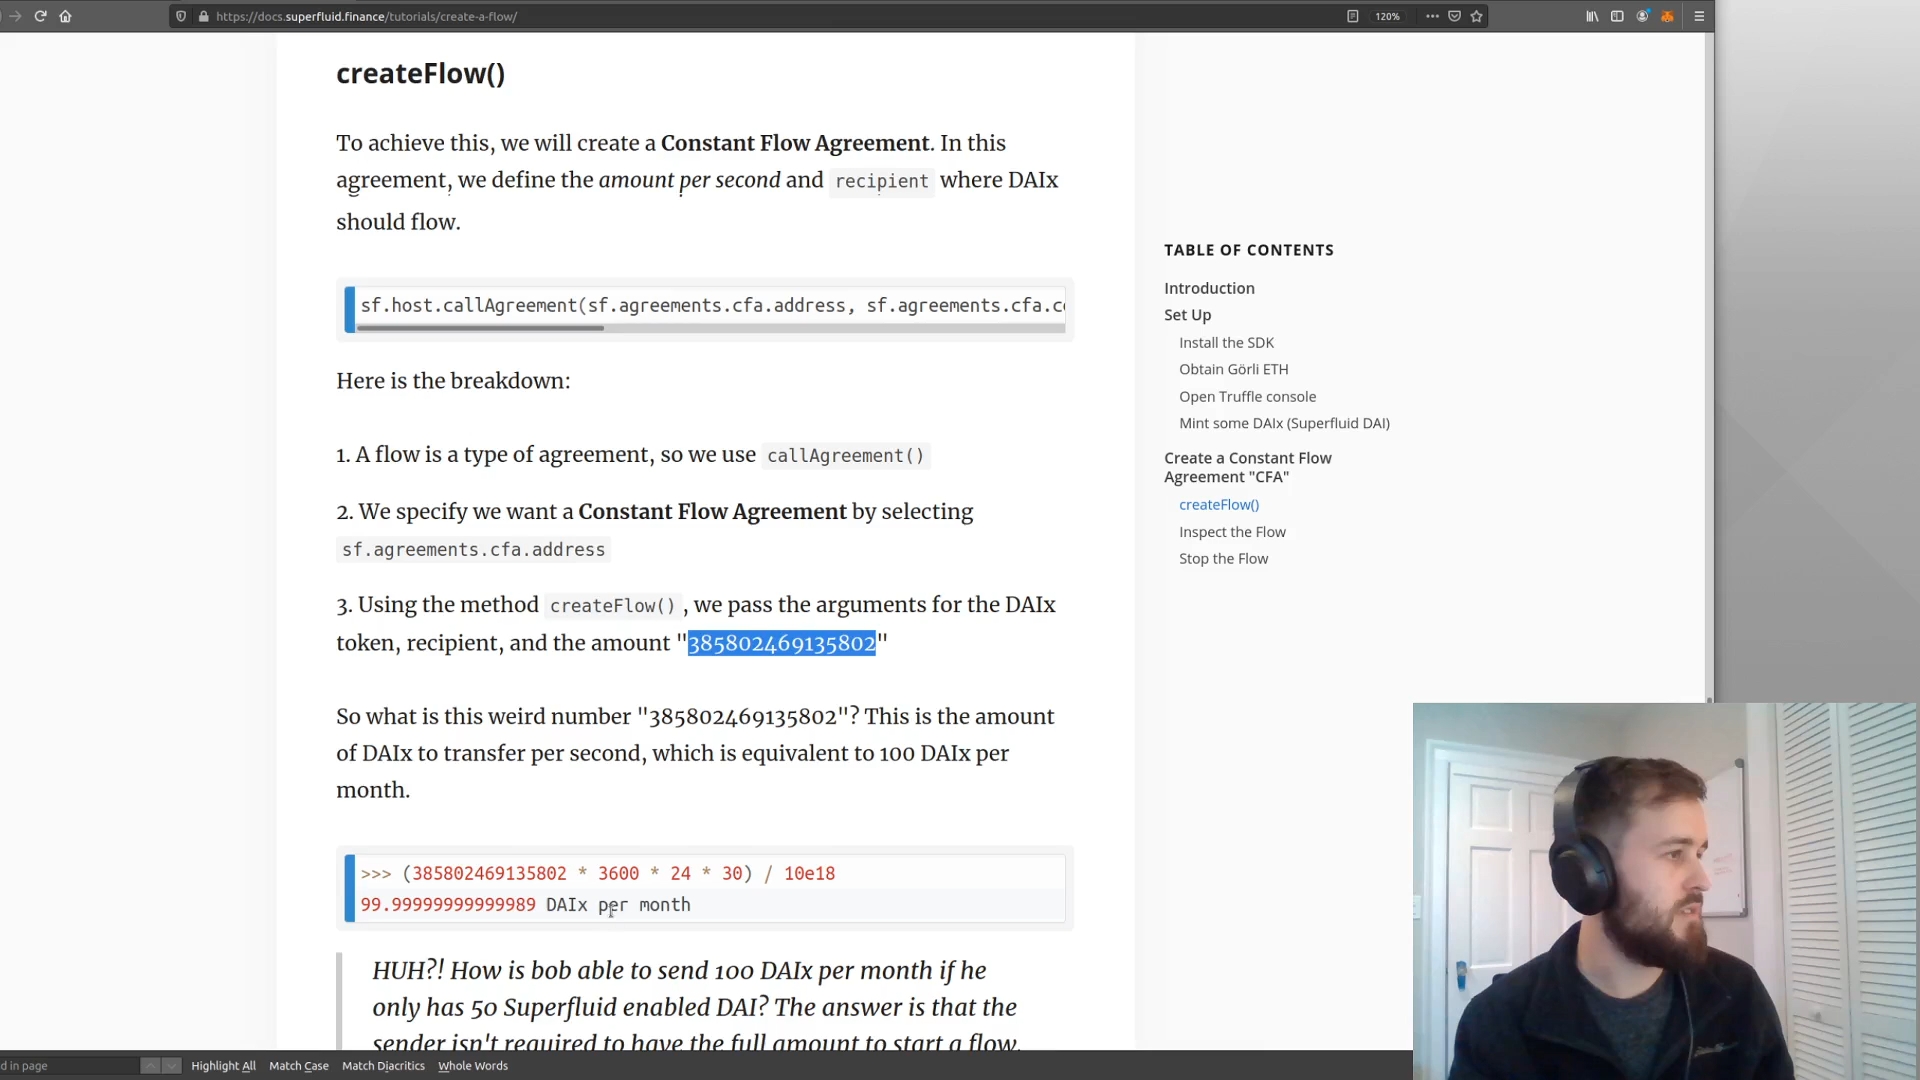 https://docs.superfluid.finance/tutorials/create-a-flow/
120%
createFlow()
To achieve this, we will create a Constant Flow Agreement. In this
agreement, we define the amount per second and recipient where DAIx
should flow.
sf.host.callAgreement(sf.agreements.cfa.address, sf.agreements.cfa.c
Here is the breakdown:
1. A flow is a type of agreement, so we use callAgreement()
2. We specify we want a Constant Flow Agreement by selecting
sf.agreements.cfa.address
3. Using the method createFlow(), we pass the arguments for the DAIx
token, recipient, and the amount "385802469135802"
So what is this weird number "385802469135802"? This is the amount
of DAIx to transfer per second, which is equivalent to 100 DAIx per
month.
>>> (385802469135802 * 3600 * 24 * 30) / 10e18
99.99999999999989 DAIx per month
HUH?! How is bob able to send 100 DAIx per month if he
only has 50 Superfluid enabled DAI? The answer is that the
sender isn't required to have the full amount to start a flow.
TABLE OF CONTENTS
Introduction
Set Up
Install the SDK
Obtain Görli ETH
Open Truffle console
Mint some DAIx (Superfluid DAI)
Create a Constant Flow
Agreement "CFA"
createFlow()
Inspect the Flow
Stop the Flow
d in page
Highlight All
Match Case
Match Diacritics
Whole Words